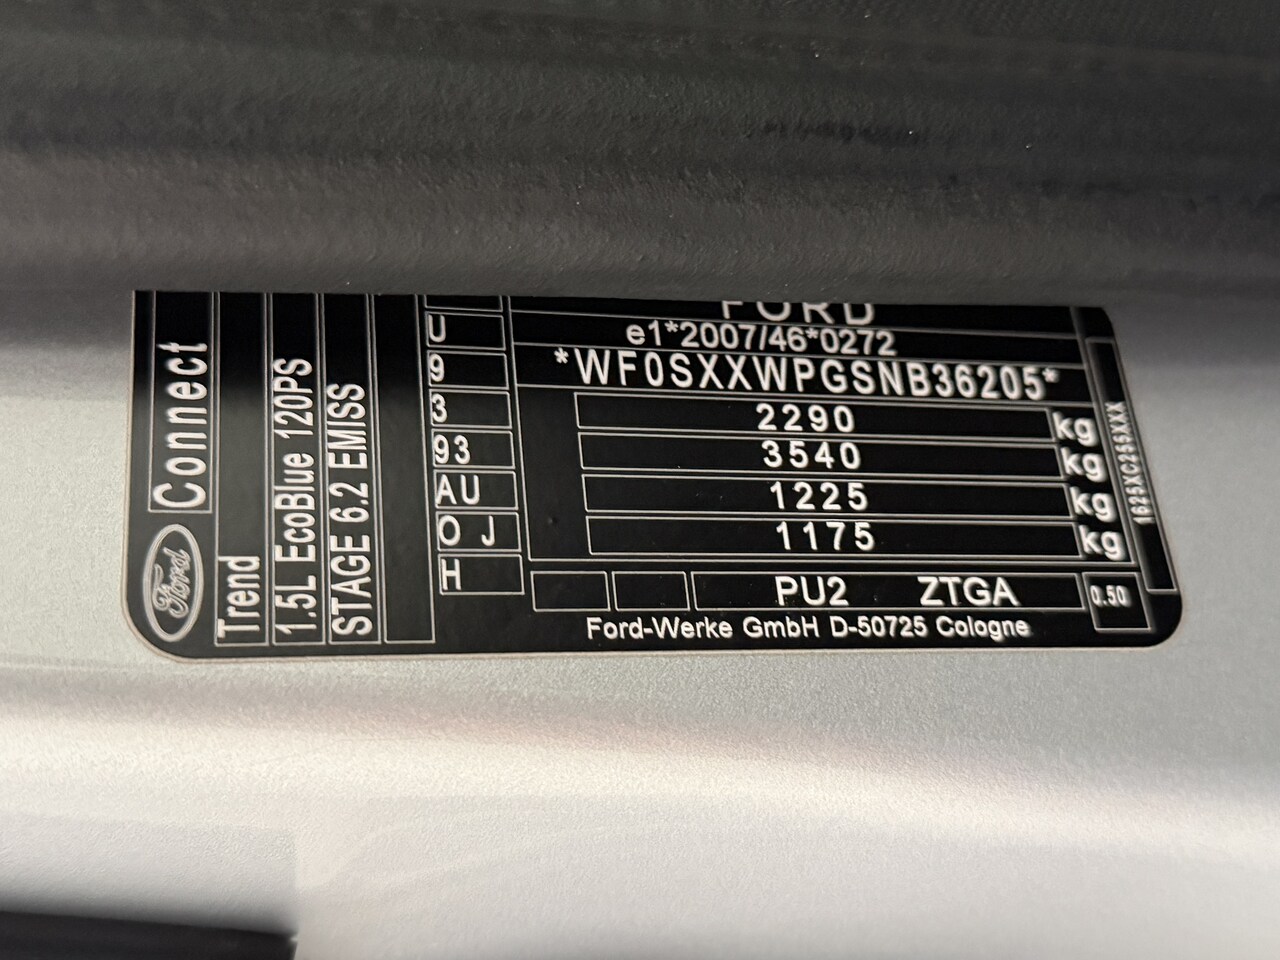 FORD
e1*2007/46*0272
*WF0SXXWPGSNB36205*
2290 kg
3540 kg
1225 kg
1175 kg
PU2 ZTGA
0.50
Ford-Werke GmbH D-50725 Cologne
U
9
3
93
AU
O J
H
Ford
Connect
Trend
1.5L EcoBlue 120PS
STAGE 6.2 EMISS
1625XC255XXX